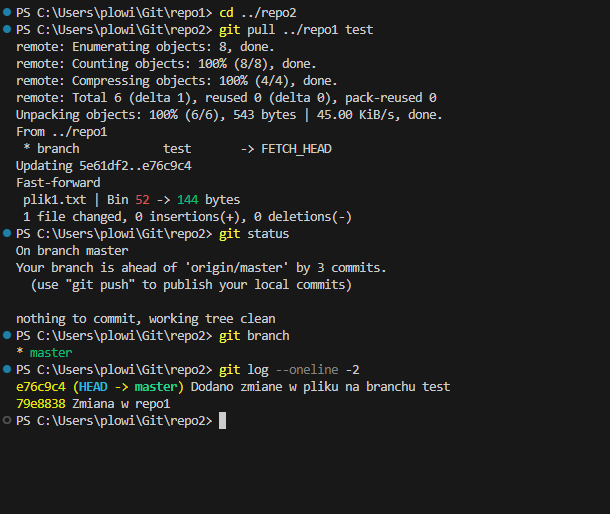 PS C:\Users\plowi\Git\repo1> cd ../repo2
PS C:\Users\plowi\Git\repo2> git pull ../repo1 test
remote: Enumerating objects: 8, done.
remote: Counting objects: 100% (8/8), done.
remote: Compressing objects: 100% (4/4), done.
remote: Total 6 (delta 1), reused 0 (delta 0), pack-reused 0
Unpacking objects: 100% (6/6), 543 bytes | 45.00 KiB/s, done.
From ../repo1
 * branch            test       -> FETCH_HEAD
Updating 5e61df2..e76c9c4
Fast-forward
 plik1.txt | Bin 52 -> 144 bytes
 1 file changed, 0 insertions(+), 0 deletions(-)
PS C:\Users\plowi\Git\repo2> git status
On branch master
Your branch is ahead of 'origin/master' by 3 commits.
  (use "git push" to publish your local commits)

nothing to commit, working tree clean
PS C:\Users\plowi\Git\repo2> git branch
* master
PS C:\Users\plowi\Git\repo2> git log --oneline -2
e76c9c4 (HEAD -> master) Dodano zmiane w pliku na branchu test
79e8838 Zmiana w repo1
PS C:\Users\plowi\Git\repo2>